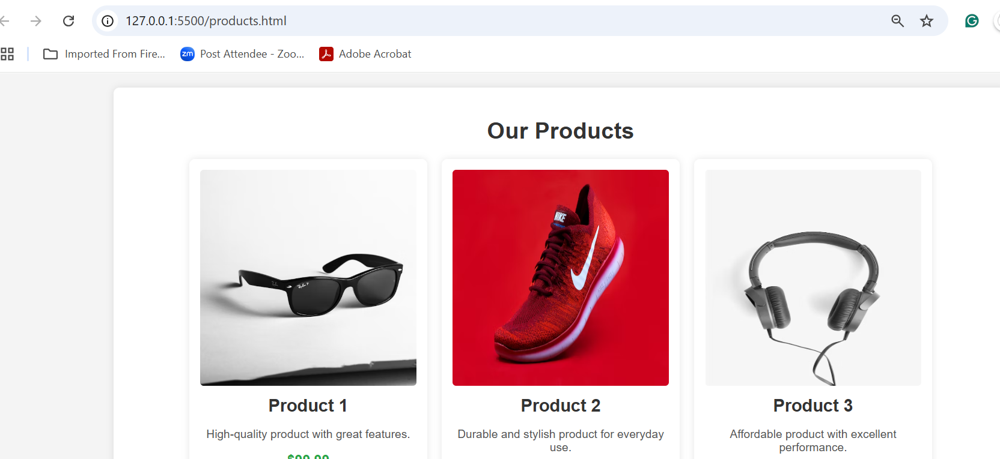 127.0.0.1:5500/products.html
Imported From Fire...
zm
Post Attendee - Zoo...
Adobe Acrobat
Our Products
NIKE
Product 1
Product 2
Product 3
High-quality product with great features.
Durable and stylish product for everyday
use.
Affordable product with excellent
performance.